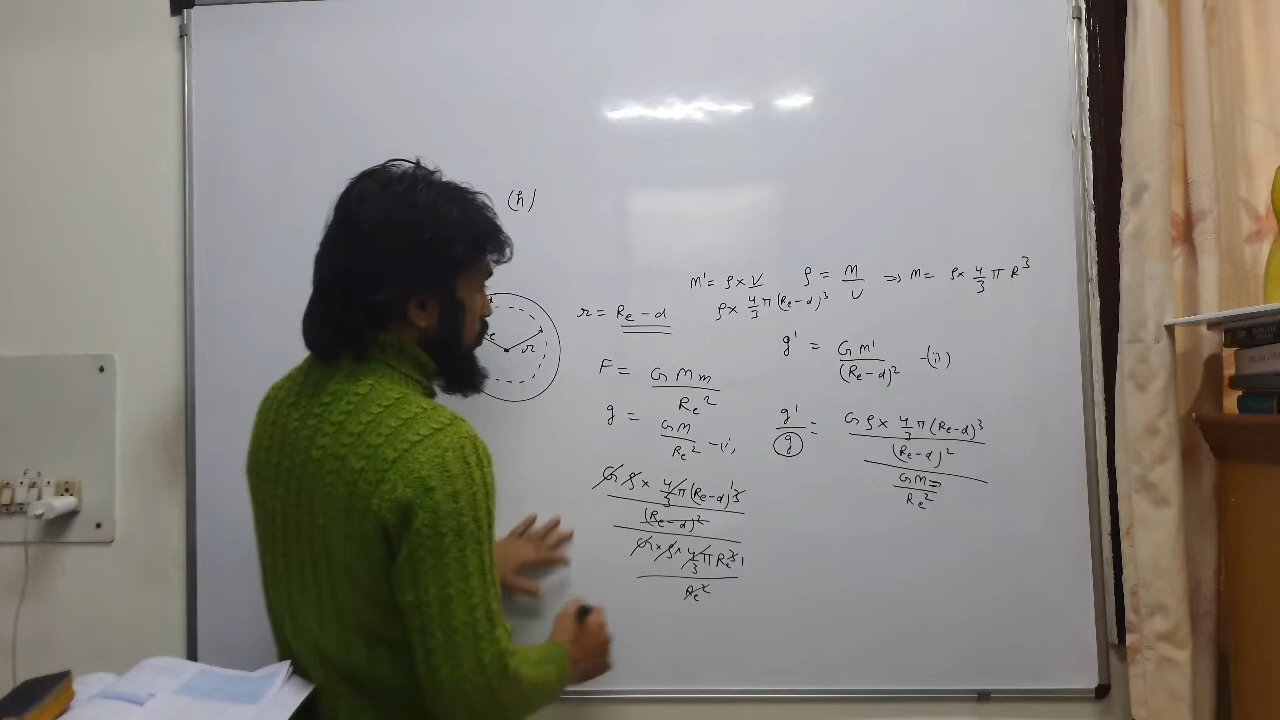 (h)
M' = ρ × V
ρ × 4/3 π (Re-d)³
ρ = M/V ⇒ M = ρ × 4/3 π R³
r = Re - d
r
F = GMm/Re²
g = GM/Re² -(i)
g' = GM'/(Re-d)² -(ii)
g'/g = Gρ × 4/3 π (Re-d)³ / (Re-d)² / GM/Re²
Gρ × 4/3 π (Re-d)³
(Re-d)²
G × ρ × 4/3 π Re³
Re²